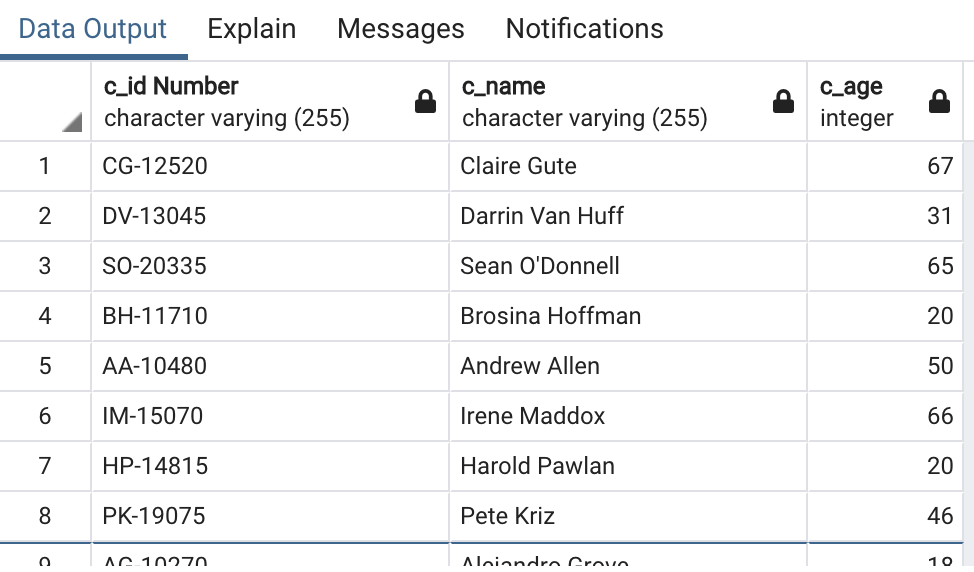 Data Output Explain Messages Notifications
c_id Number c_name c_age
character varying (255) character varying (255) integer
1 CG-12520 Claire Gute 67
2 DV-13045 Darrin Van Huff 31
3 SO-20335 Sean O'Donnell 65
4 BH-11710 Brosina Hoffman 20
5 AA-10480 Andrew Allen 50
6 IM-15070 Irene Maddox 66
7 HP-14815 Harold Pawlan 20
8 PK-19075 Pete Kriz 46
9 AG-10270 Alejandro Grove 18